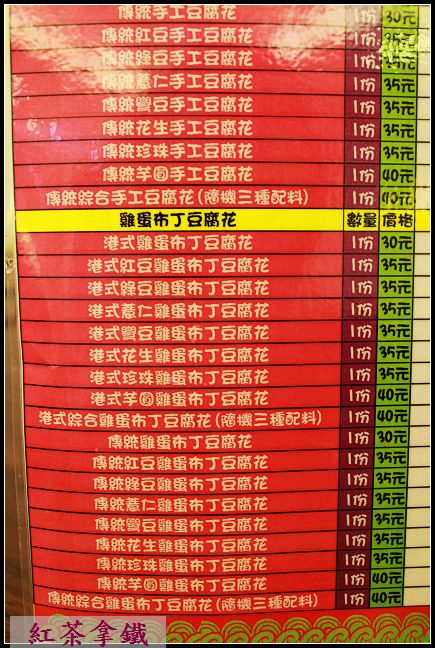 傳統手工豆腐花 1份 30元
傳統紅豆手工豆腐花 1份 35元
傳統綠豆手工豆腐花 1份
傳統薏仁手工豆腐花 1份 35元
傳統蠶豆手工豆腐花 1份 35元
傳統花生手工豆腐花 1份 35元
傳統珍珠手工豆腐花 1份 35元
傳統芋圓手工豆腐花 1份 40元
傳統綜合手工豆腐花(隨機三種配料) 1份 40元
雞蛋布丁豆腐花 數量 價格
港式雞蛋布丁豆腐花 1份 30元
港式紅豆雞蛋布丁豆腐花 1份 35元
港式綠豆雞蛋布丁豆腐花 1份 35元
港式薏仁雞蛋布丁豆腐花 1份 35元
港式蠶豆雞蛋布丁豆腐花 1份 35元
港式花生雞蛋布丁豆腐花 1份 35元
港式珍珠雞蛋布丁豆腐花 1份 35元
港式芋圓雞蛋布丁豆腐花 1份 40元
港式綜合雞蛋布丁豆腐花(隨機三種配料) 1份 40元
傳統雞蛋布丁豆腐花 1份 30元
傳統紅豆雞蛋布丁豆腐花 1份 35元
傳統綠豆雞蛋布丁豆腐花 1份 35元
傳統薏仁雞蛋布丁豆腐花 1份 35元
傳統蠶豆雞蛋布丁豆腐花 1份 35元
傳統花生雞蛋布丁豆腐花 1份 35元
傳統珍珠雞蛋布丁豆腐花 1份 35元
傳統芋圓雞蛋布丁豆腐花 1份 40元
傳統綜合雞蛋布丁豆腐花(隨機三種配料) 1份 40元
紅茶拿鐵